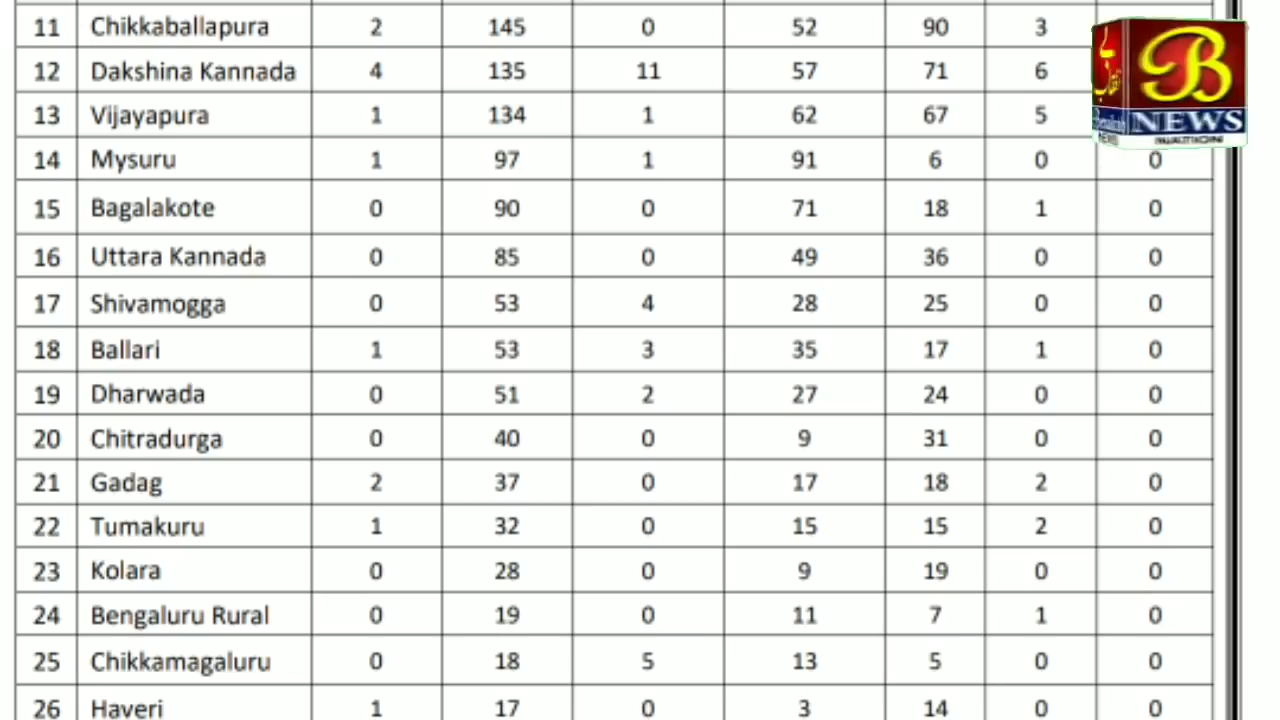 11 Chikkaballapura 2 145 0 52 90 3
12 Dakshina Kannada 4 135 11 57 71 6
13 Vijayapura 1 134 1 62 67 5
14 Mysuru 1 97 1 91 6 0 0
15 Bagalakote 0 90 0 71 18 1 0
16 Uttara Kannada 0 85 0 49 36 0 0
17 Shivamogga 0 53 4 28 25 0 0
18 Ballari 1 53 3 35 17 1 0
19 Dharwada 0 51 2 27 24 0 0
20 Chitradurga 0 40 0 9 31 0 0
21 Gadag 2 37 0 17 18 2 0
22 Tumakuru 1 32 0 15 15 2 0
23 Kolara 0 28 0 9 19 0 0
24 Bengaluru Rural 0 19 0 11 7 1 0
25 Chikkamagaluru 0 18 5 13 5 0 0
26 Haveri 1 17 0 3 14 0 0
B
NEWS
NEWS